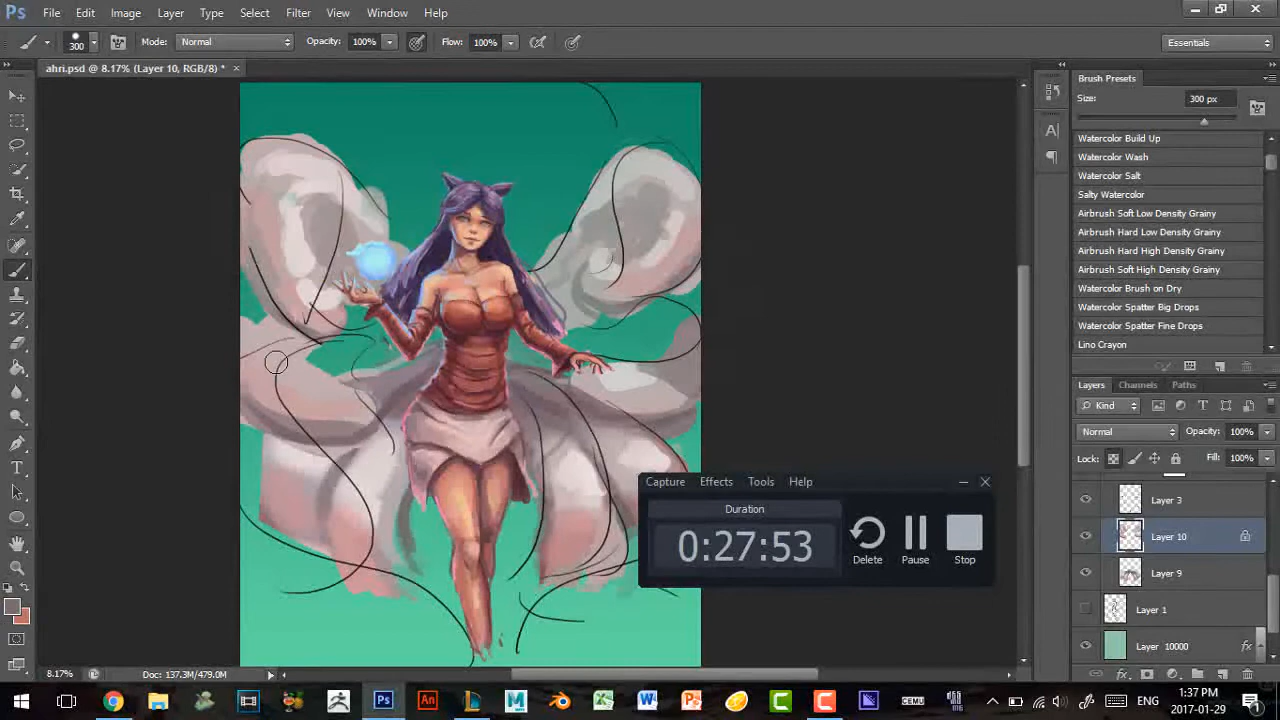 Ps File Edit Image Layer Type Select Filter View Window Help
300 Mode: Normal Opacity: 100% Flow: 100% Essentials
ahri.psd @ 8.17% (Layer 10, RGB/8) * ×
Brush Presets
Size: 300 px
Watercolor Build Up
Watercolor Wash
Watercolor Salt
Salty Watercolor
Airbrush Soft Low Density Grainy
Airbrush Hard Low Density Grainy
Airbrush Hard High Density Grainy
Airbrush Soft High Density Grainy
Watercolor Brush on Dry
Watercolor Spatter Big Drops
Watercolor Spatter Fine Drops
Lino Crayon
Layers Channels Paths
Kind
Normal Opacity: 100%
Lock: Fill: 100%
Layer 3
Layer 10
Layer 9
Layer 1
Layer 10000 fx
Capture Effects Tools Help
Duration
0:27:53
Delete Pause Stop
8.17% Doc: 137.3M/479.0M
Ps An M X W P C C CEMU ENG 1:37 PM
2017-01-29